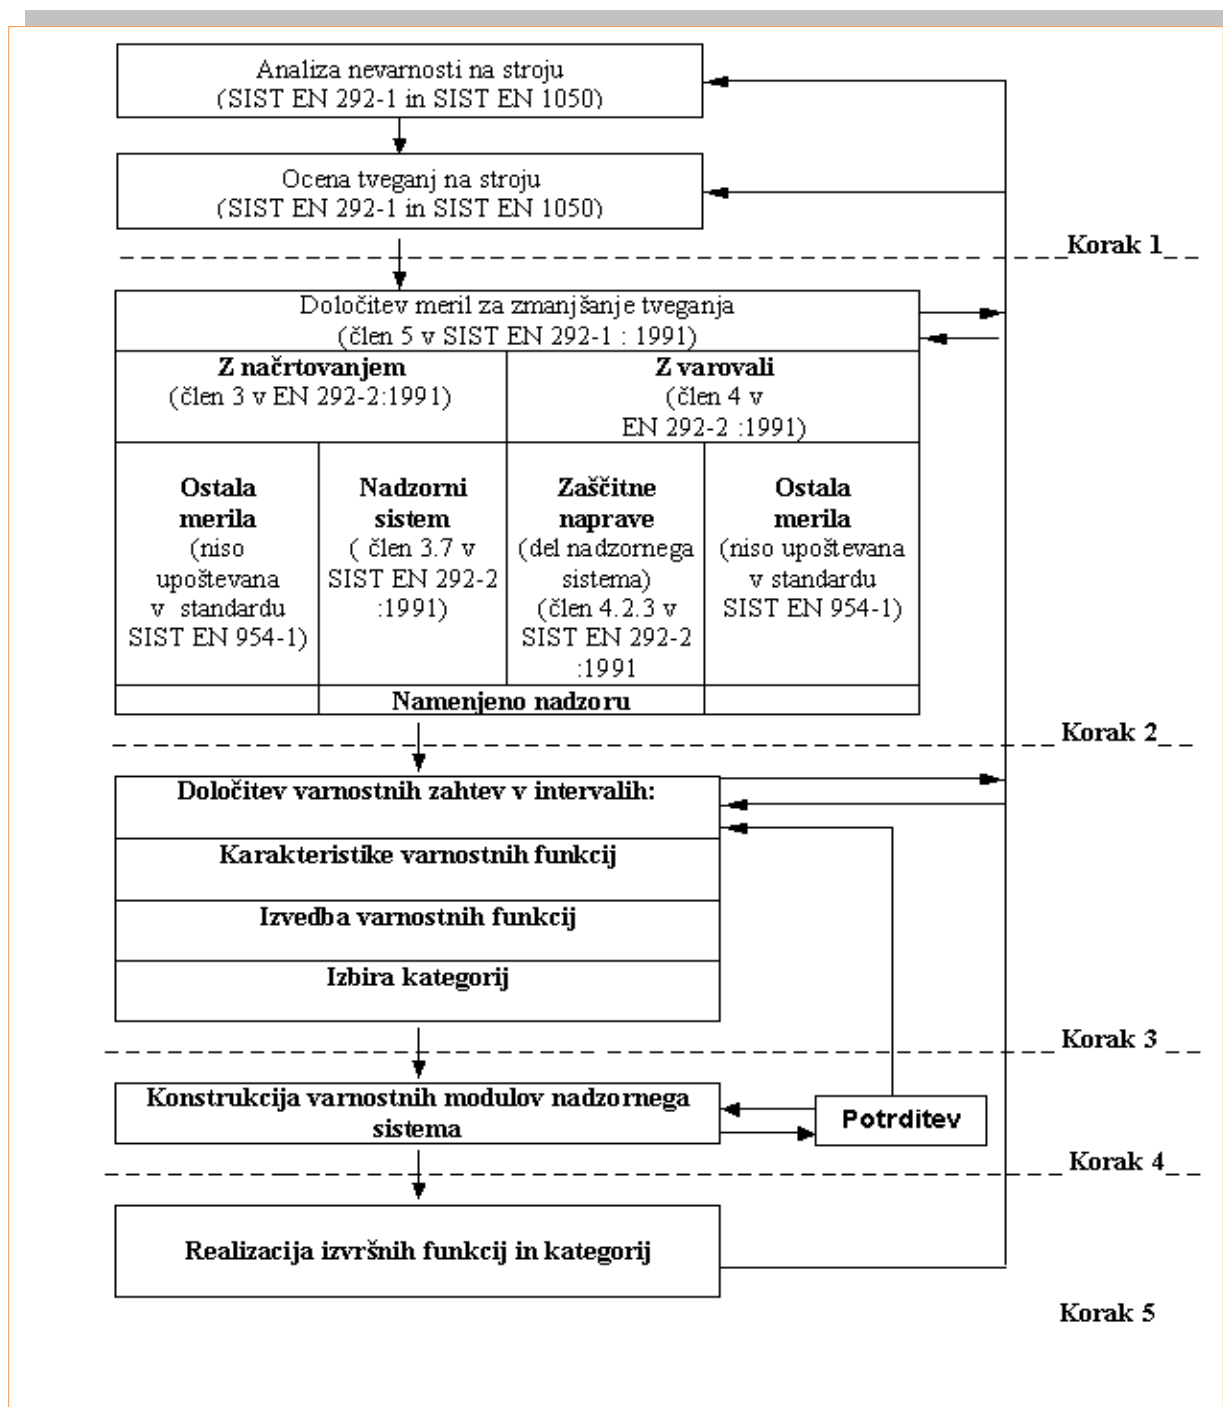 Analiza nevarnosti na stroju
(SIST EN 292-1 in SIST EN 1050)
Ocena tveganj na stroju
(SIST EN 292-1 in SIST EN 1050)
Korak 1
Določitev meril za zmanjšanje tveganja
(člen 5 v SIST EN 292-1 : 1991)
Z načrtovanjem
(člen 3 v EN 292-2:1991)
Z varovali
(člen 4 v
EN 292-2 :1991)
Ostala
merila
(niso
upoštevana
v standardu
SIST EN 954-1)
Nadzorni
sistem
( člen 3.7 v
SIST EN 292-2
:1991)
Zaščitne
naprave
(del nadzornega
sistema)
(člen 4.2.3 v
SIST EN 292-2
:1991
Ostala
merila
(niso upoštevana
v standardu
SIST EN 954-1)
Namenjeno nadzoru
Korak 2
Določitev varnostnih zahtev v intervalih:
Karakteristike varnostnih funkcij
Izvedba varnostnih funkcij
Izbira kategorij
Korak 3
Konstrukcija varnostnih modulov nadzornega
sistema
Potrditev
Korak 4
Realizacija izvršnih funkcij in kategorij
Korak 5